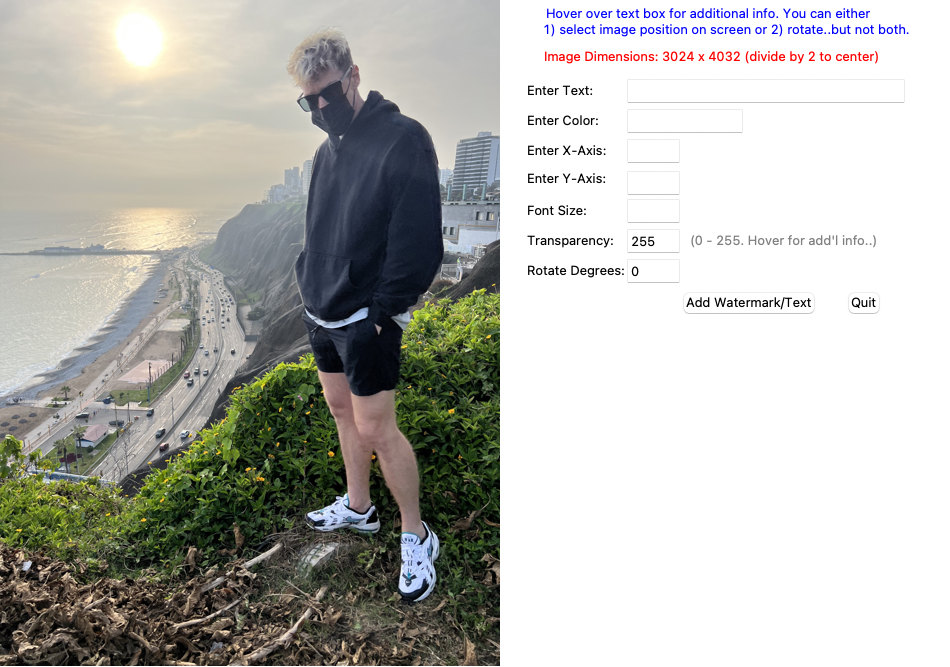 Hover over text box for additional info. You can either
1) select image position on screen or 2) rotate..but not both.
Image Dimensions: 3024 x 4032 (divide by 2 to center)
Enter Text:
Enter Color:
Enter X-Axis:
Enter Y-Axis:
Font Size:
Transparency: 255 (0 - 255. Hover for add'l info..)
Rotate Degrees: 0
Add Watermark/Text Quit